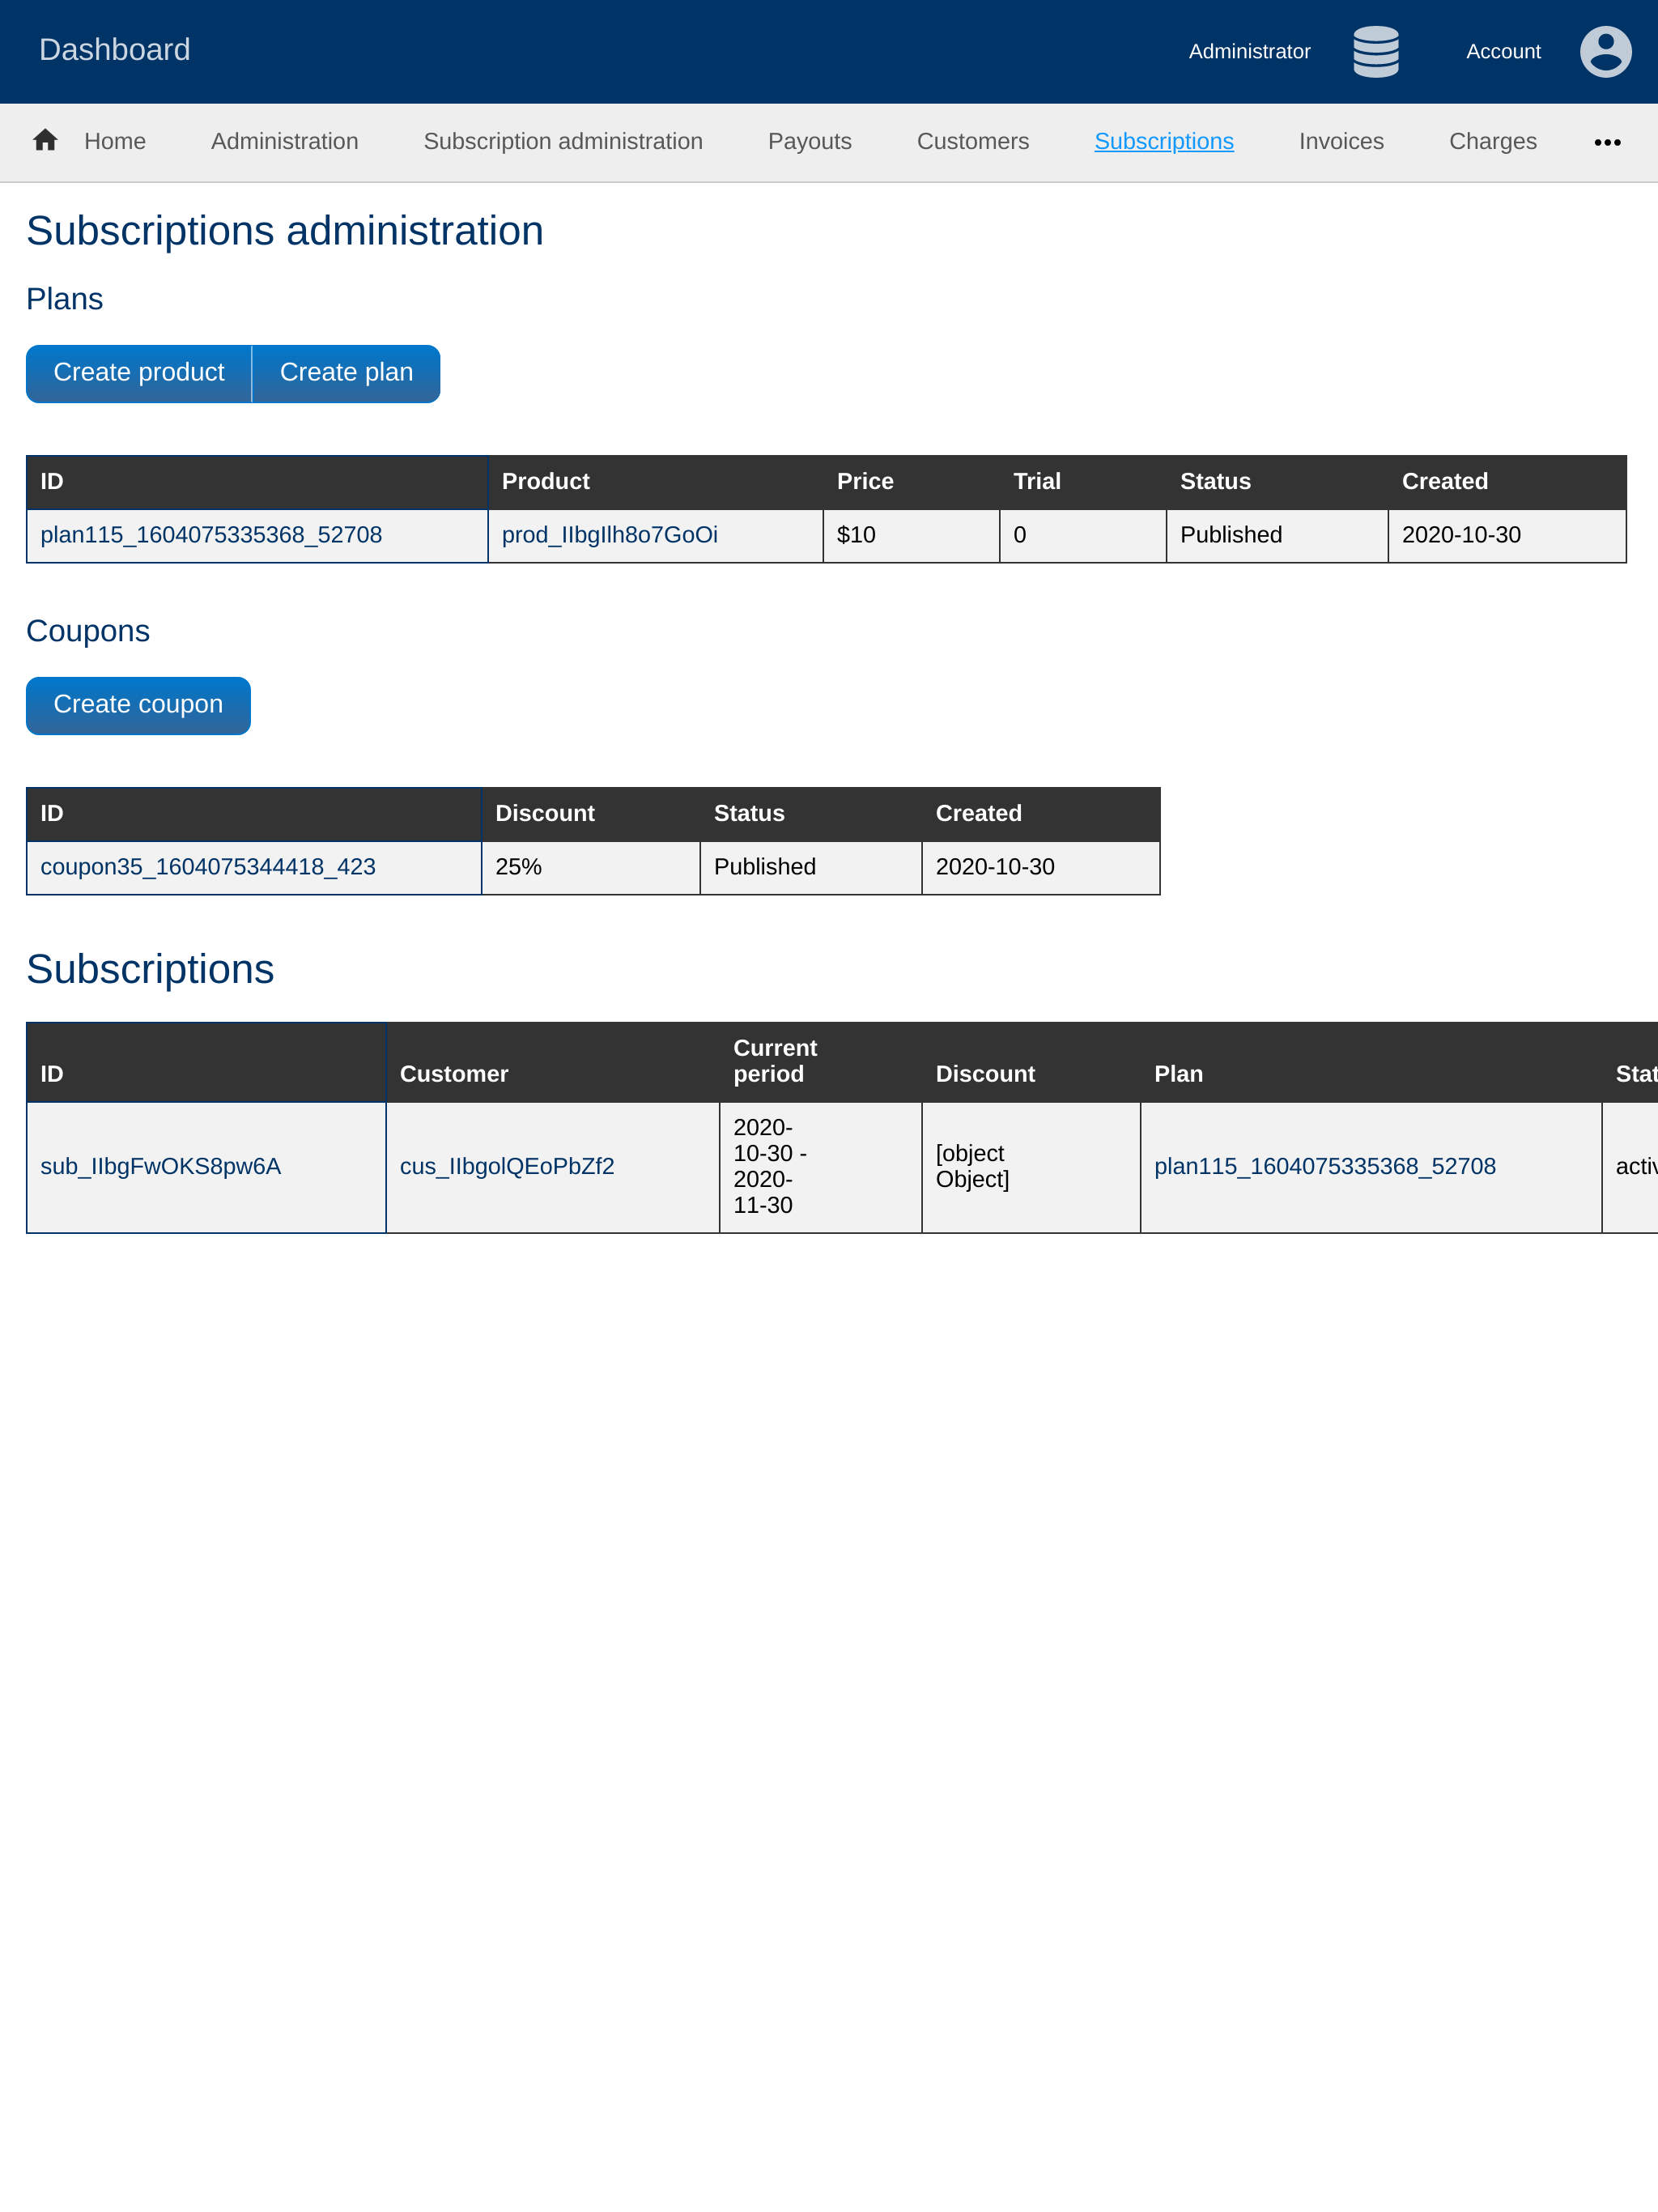 Dashboard
Administrator
Account
Home Administration Subscription administration Payouts Customers Subscriptions Invoices Charges
Subscriptions administration
Plans
Create product Create plan
ID Product Price Trial Status Created
plan115_1604075335368_52708 prod_IIbgIlh8o7GoOi $10 0 Published 2020-10-30
Coupons
Create coupon
ID Discount Status Created
coupon35_1604075344418_423 25% Published 2020-10-30
Subscriptions
ID Customer Current period Discount Plan Stat
sub_IIbgFwOKS8pw6A cus_IIbgolQEoPbZf2 2020-10-30 - 2020-11-30 [object Object] plan115_1604075335368_52708 activ